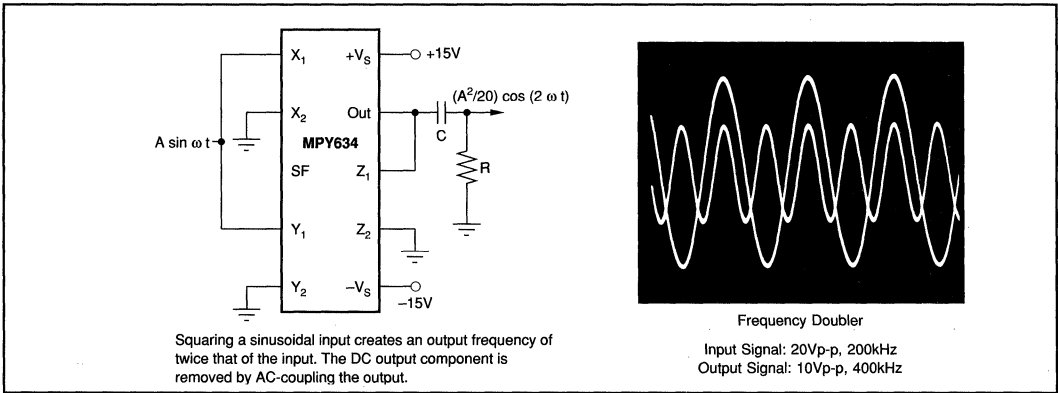 X1
+VS
+15V
X2
Out
(A²/20) cos (2 ω t)
C
A sin ω t
MPY634
SF
Z1
R
Y1
Z2
Y2
–VS
–15V
Squaring a sinusoidal input creates an output frequency of
twice that of the input. The DC output component is
removed by AC-coupling the output.
Frequency Doubler
Input Signal: 20Vp-p, 200kHz
Output Signal: 10Vp-p, 400kHz